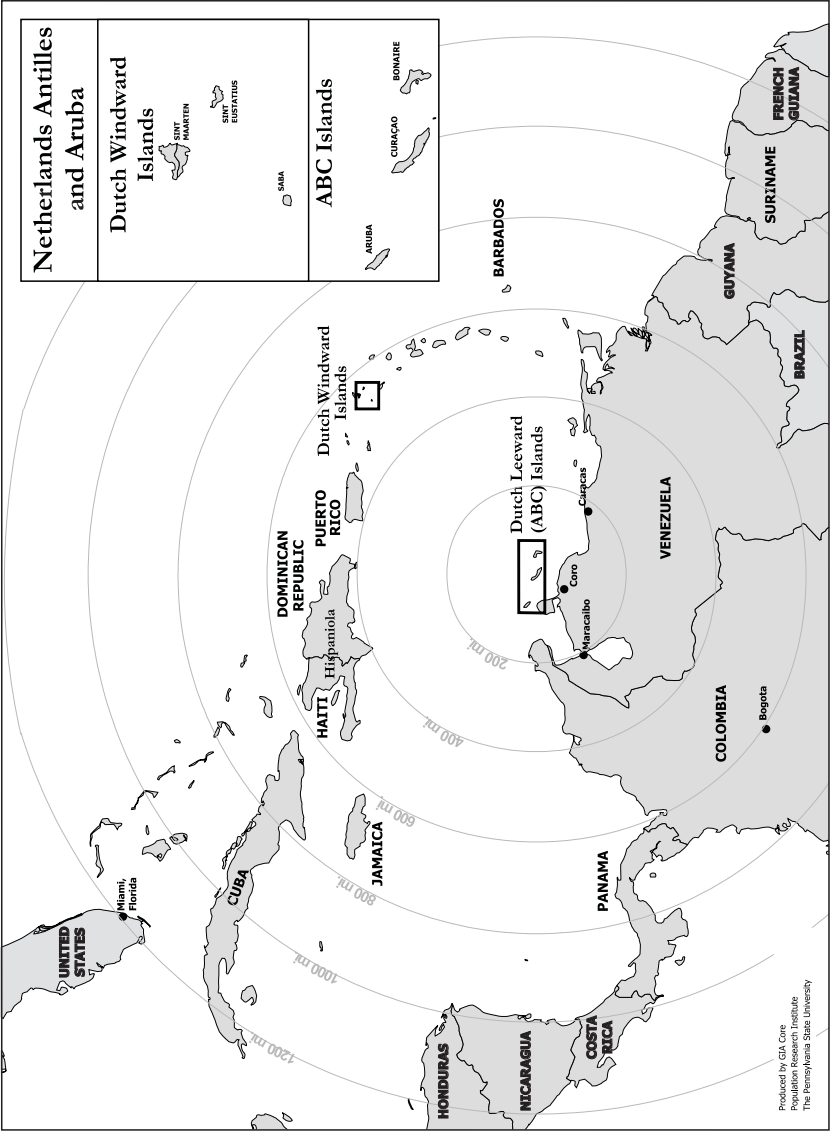 Netherlands Antilles
and Aruba
Dutch Windward
Islands
SINT
MAARTEN
SINT
EUSTATIUS
SABA
ABC Islands
BONAIRE
CURAÇAO
ARUBA
UNITED
STATES
Miami,
Florida
CUBA
JAMAICA
HAITI
Hispaniola
DOMINICAN
REPUBLIC
PUERTO
RICO
Dutch Windward
Islands
BARBADOS
Dutch Leeward
(ABC) Islands
200 mi.
400 mi.
600 mi.
800 mi.
1000 mi.
1200 mi.
HONDURAS
NICARAGUA
COSTA
RICA
PANAMA
COLOMBIA
Bogota
Maracaibo
Coro
Caracas
VENEZUELA
BRAZIL
GUYANA
SURINAME
FRENCH
GUIANA
Produced by GIA Core
Population Research Institute
The Pennsylvania State University